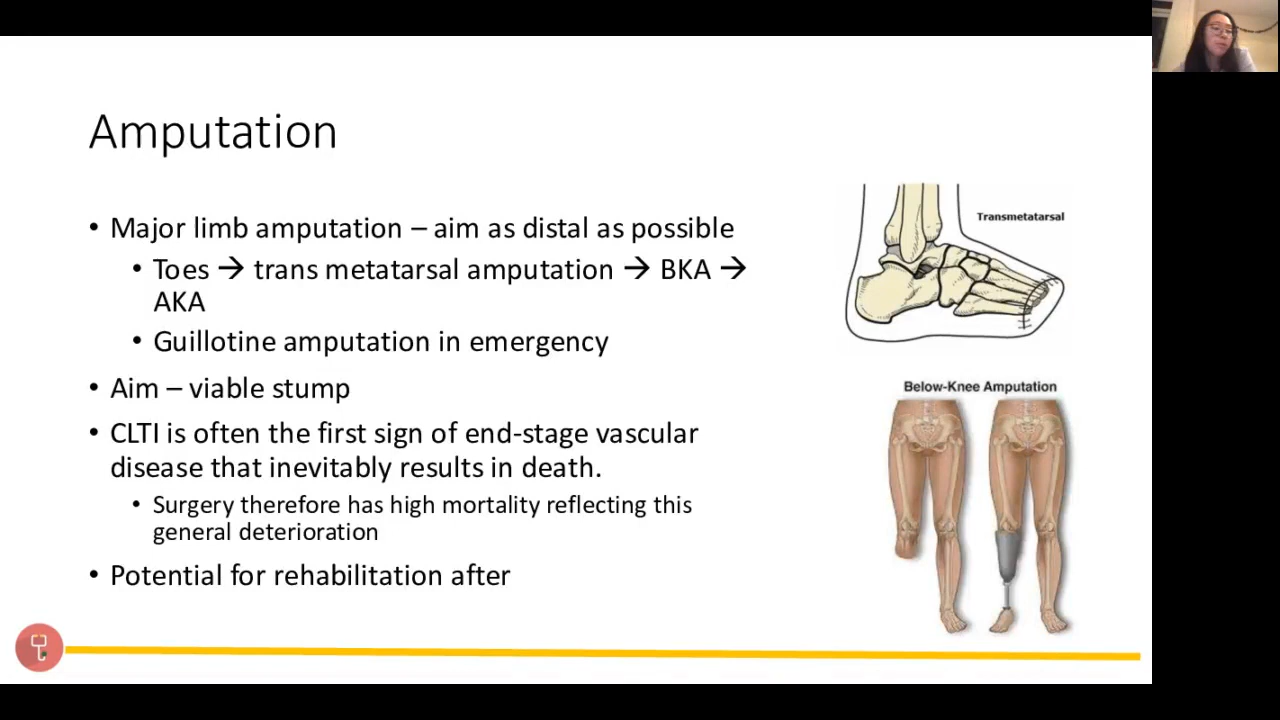 Amputation
• Major limb amputation – aim as distal as possible
• Toes → trans metatarsal amputation → BKA →
AKA
• Guillotine amputation in emergency
• Aim – viable stump
• CLTI is often the first sign of end-stage vascular
disease that inevitably results in death.
• Surgery therefore has high mortality reflecting this
general deterioration
• Potential for rehabilitation after
Transmetatarsal
Below-Knee Amputation